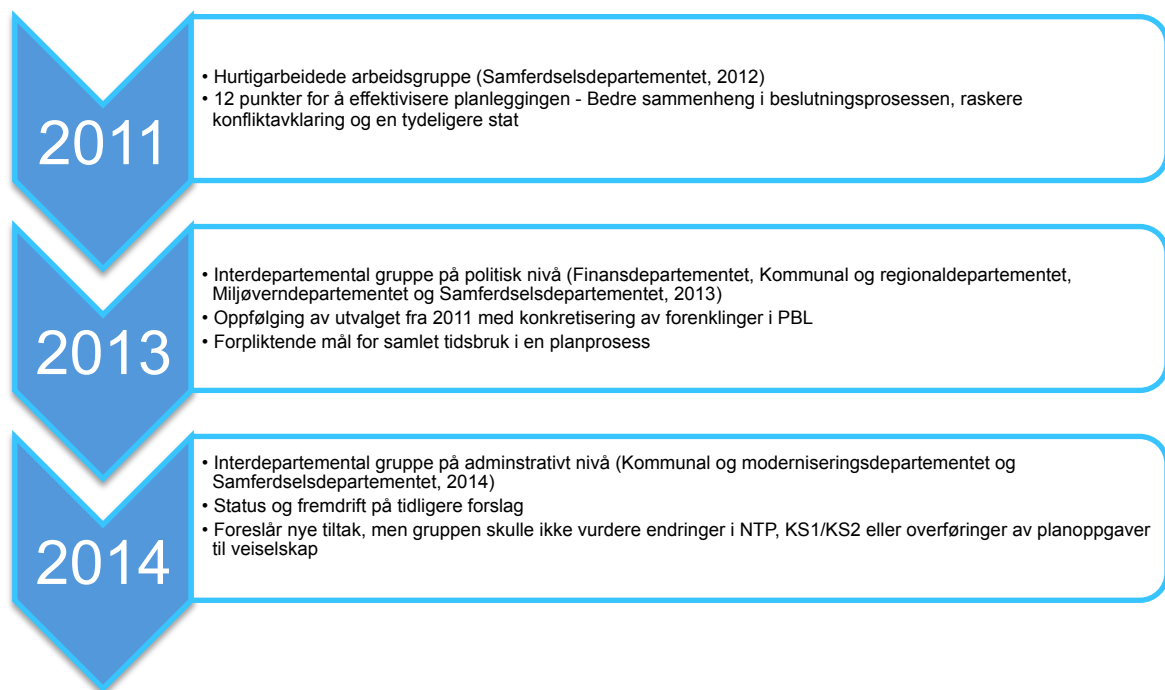 2011
• Hurtigarbeidede arbeidsgruppe (Samferdselsdepartementet, 2012)
• 12 punkter for å effektivisere planleggingen - Bedre sammenheng i beslutningsprosessen, raskere
konfliktavklaring og en tydeligere stat
2013
• Interdepartemental gruppe på politisk nivå (Finansdepartementet, Kommunal og regionaldepartementet,
Miljøverndepartementet og Samferdselsdepartementet, 2013)
• Oppfølging av utvalget fra 2011 med konkretisering av forenklinger i PBL
• Forpliktende mål for samlet tidsbruk i en planprosess
2014
• Interdepartemental gruppe på adminstrativt nivå (Kommunal og moderniseringsdepartementet og
Samferdselsdepartementet, 2014)
• Status og fremdrift på tidligere forslag
• Foreslår nye tiltak, men gruppen skulle ikke vurdere endringer i NTP, KS1/KS2 eller overføringer av planoppgaver
til veiselskap